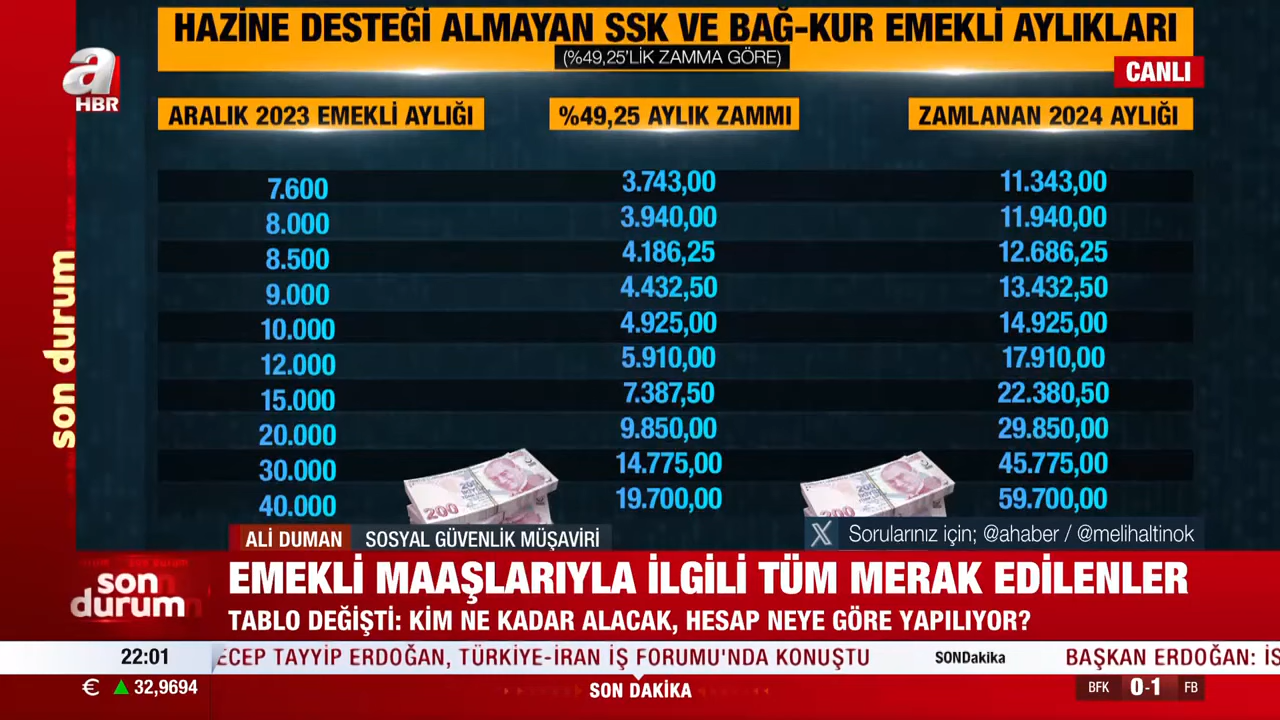 HAZİNE DESTEĞİ ALMAYAN SSK VE BAĞ-KUR EMEKLİ AYLIKLARI
(%49,25'LİK ZAMMA GÖRE)
a
HBR
CANLI
ARALIK 2023 EMEKLİ AYLIĞI %49,25 AYLIK ZAMMI ZAMLANAN 2024 AYLIĞI
7.600 3.743,00 11.343,00
8.000 3.940,00 11.940,00
8.500 4.186,25 12.686,25
9.000 4.432,50 13.432,50
10.000 4.925,00 14.925,00
12.000 5.910,00 17.910,00
15.000 7.387,50 22.380,50
20.000 9.850,00 29.850,00
30.000 14.775,00 45.775,00
40.000 19.700,00 59.700,00
son durum
200
200
200
ALİ DUMAN SOSYAL GÜVENLİK MÜŞAVİRİ
X Sorularınız için; @ahaber / @melihaltinok
son durum
EMEKLİ MAAŞLARIYLA İLGİLİ TÜM MERAK EDİLENLER
TABLO DEĞİŞTİ: KİM NE KADAR ALACAK, HESAP NEYE GÖRE YAPILIYOR?
22:01 ECEP TAYYİP ERDOĞAN, TÜRKİYE-İRAN İŞ FORUMU'NDA KONUŞTU SONDakika BAŞKAN ERDOĞAN: İS
€ 32,9694 SON DAKİKA BFK 0-1 FB